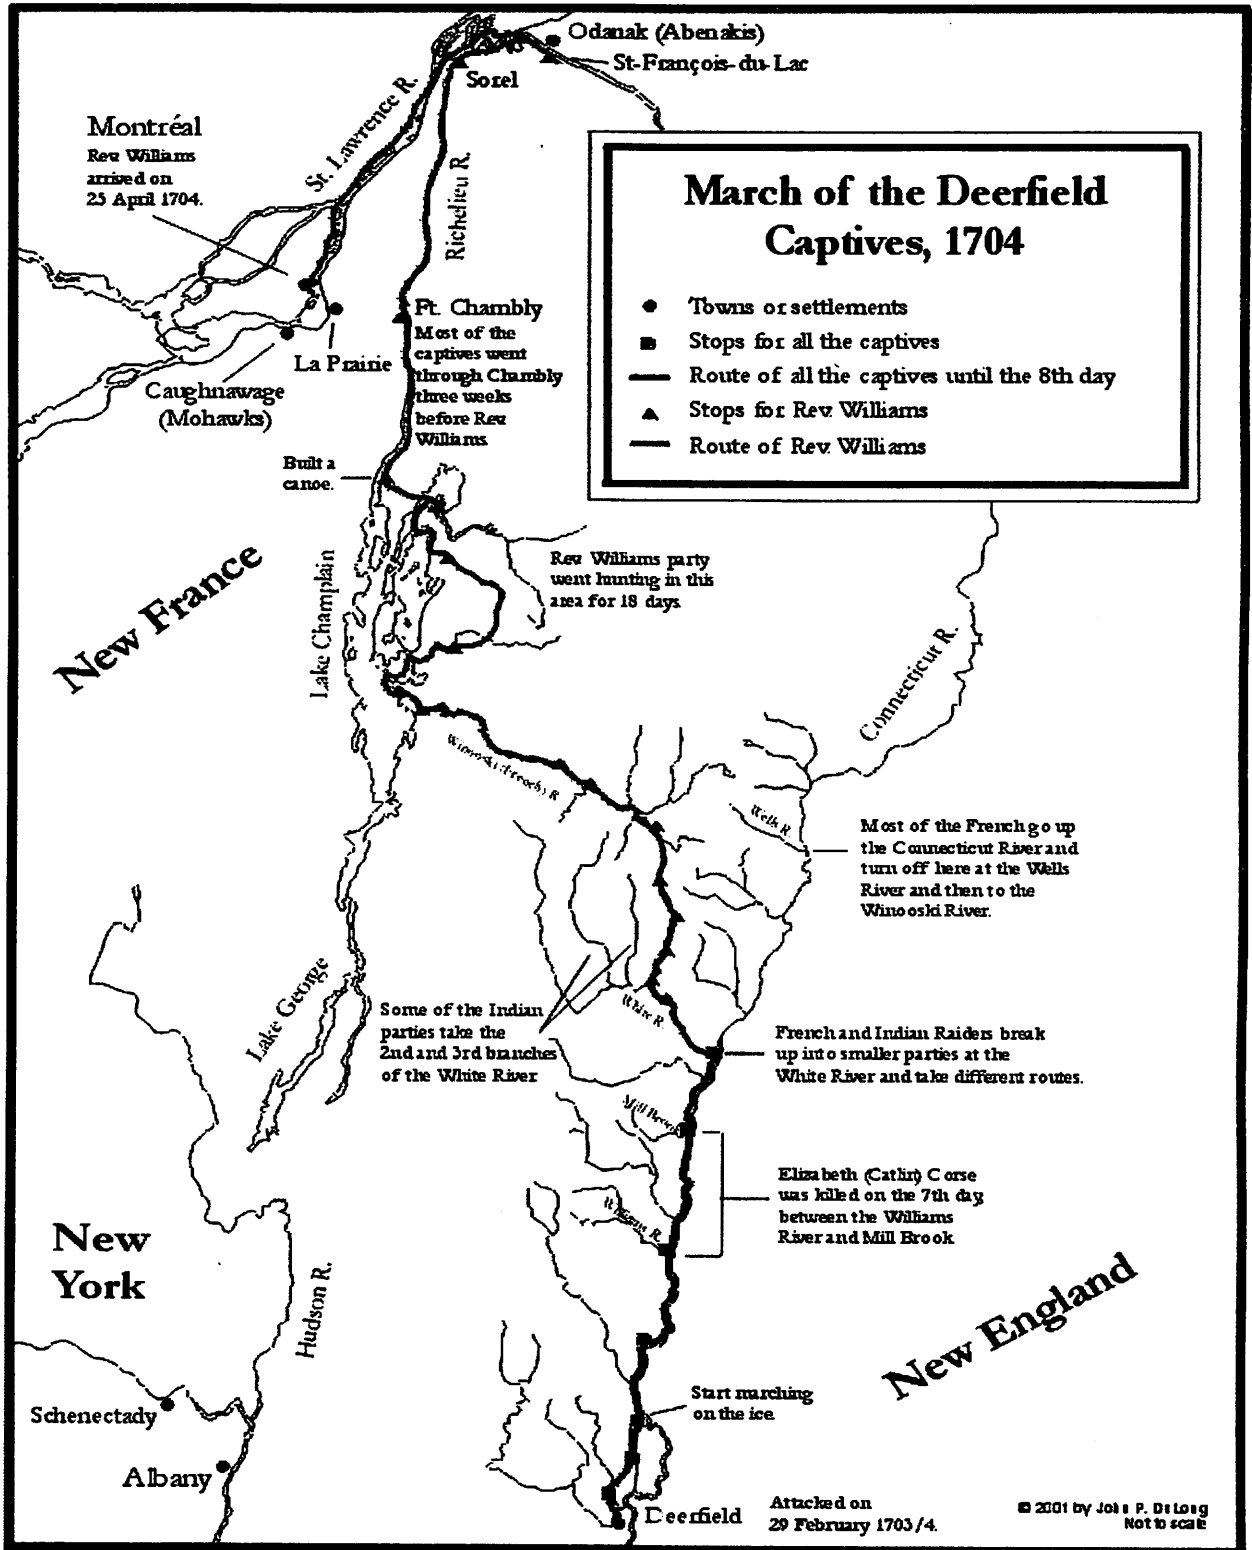 Odanak (Abenakis)
St-François-du-Lac
Sorel
St. Lawrence R.
Montréal
Rev. Williams
arrived on
25 April 1704.
Richelieu R.
March of the Deerfield
Captives, 1704
Towns or settlements
Stops for all the captives
Route of all the captives until the 8th day
Stops for Rev. Williams
Route of Rev. Williams
Ft. Chambly
Most of the
captives went
through Chambly
three weeks
before Rev.
Williams.
La Prairie
Caughnawage
(Mohawks)
Built a
canoe.
New France
Lake Champlain
Rev. Williams party
went hunting in this
area for 18 days.
Connecticut R.
Winooski (French) R.
Wells R.
Most of the French go up
the Connecticut River and
turn off here at the Wells
River and then to the
Winooski River.
Lake George
Some of the Indian
parties take the
2nd and 3rd branches
of the White River
White R.
French and Indian Raiders break
up into smaller parties at the
White River and take different routes.
Mill Brook
Elizabeth (Catlin) Corse
was killed on the 7th day
between the Williams
River and Mill Brook
Williams R.
New
York
Hudson R.
New England
Start marching
on the ice.
Schenectady
Albany
Deerfield
Attacked on
29 February 1703/4.
© 2001 by John P. DuLong
Not to scale